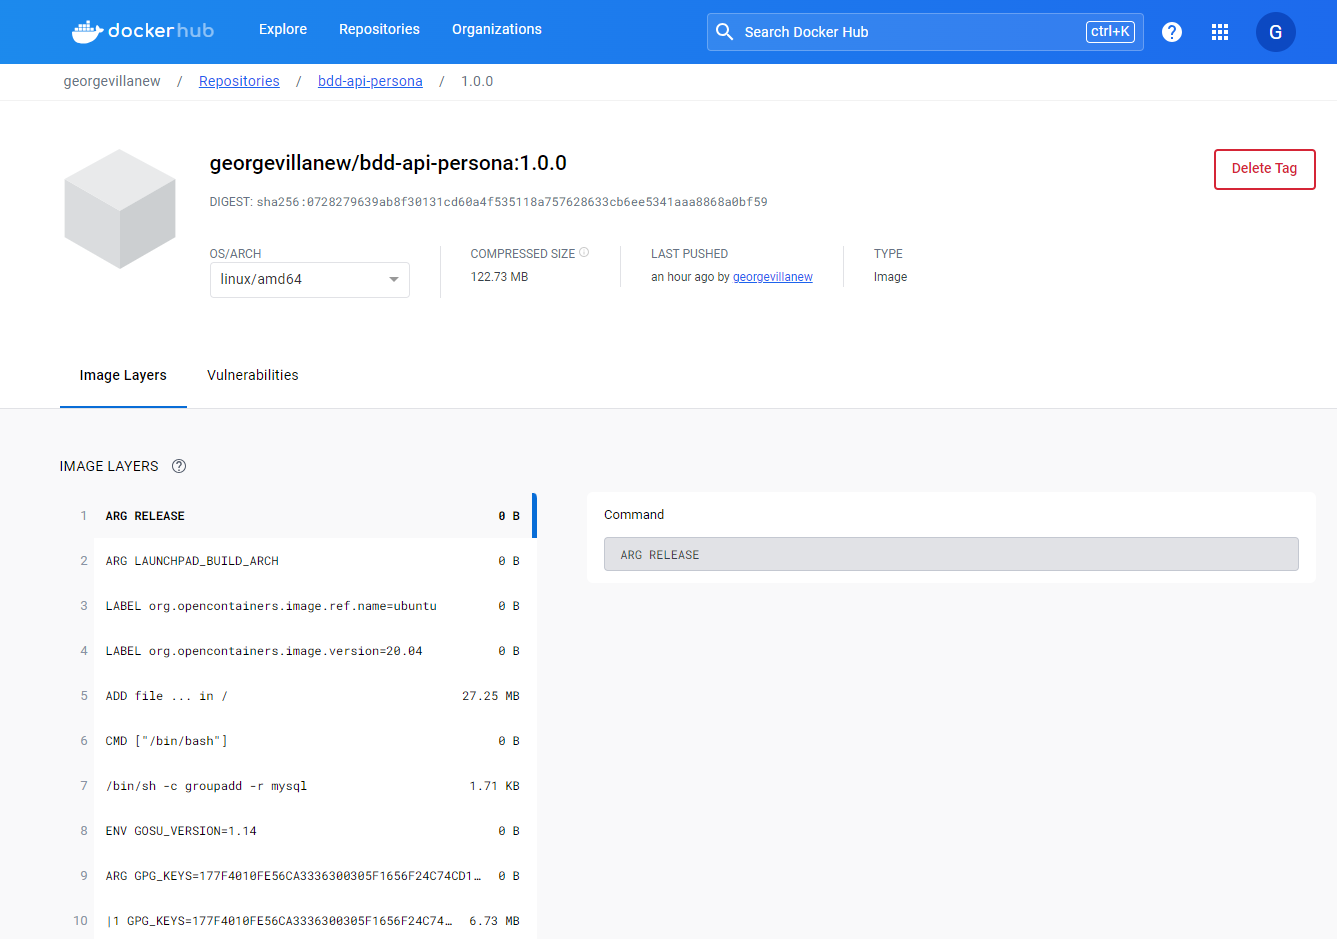 dockerhub Explore Repositories Organizations Search Docker Hub ctrl+K ? G
georgevillanew / Repositories / bdd-api-persona / 1.0.0
georgevillanew/bdd-api-persona:1.0.0
Delete Tag
DIGEST: sha256:0728279639ab8f30131cd60a4f535118a757628633cb6ee5341aaa8868a0bf59
OS/ARCH COMPRESSED SIZE LAST PUSHED TYPE
linux/amd64 122.73 MB an hour ago by georgevillanew Image
Image Layers Vulnerabilities
IMAGE LAYERS ?
1 ARG RELEASE 0 B
2 ARG LAUNCHPAD_BUILD_ARCH 0 B
3 LABEL org.opencontainers.image.ref.name=ubuntu 0 B
4 LABEL org.opencontainers.image.version=20.04 0 B
5 ADD file ... in / 27.25 MB
6 CMD ["/bin/bash"] 0 B
7 /bin/sh -c groupadd -r mysql 1.71 KB
8 ENV GOSU_VERSION=1.14 0 B
9 ARG GPG_KEYS=177F4010FE56CA3336300305F1656F24C74CD1… 0 B
10 |1 GPG_KEYS=177F4010FE56CA3336300305F1656F24C74… 6.73 MB
Command
ARG RELEASE